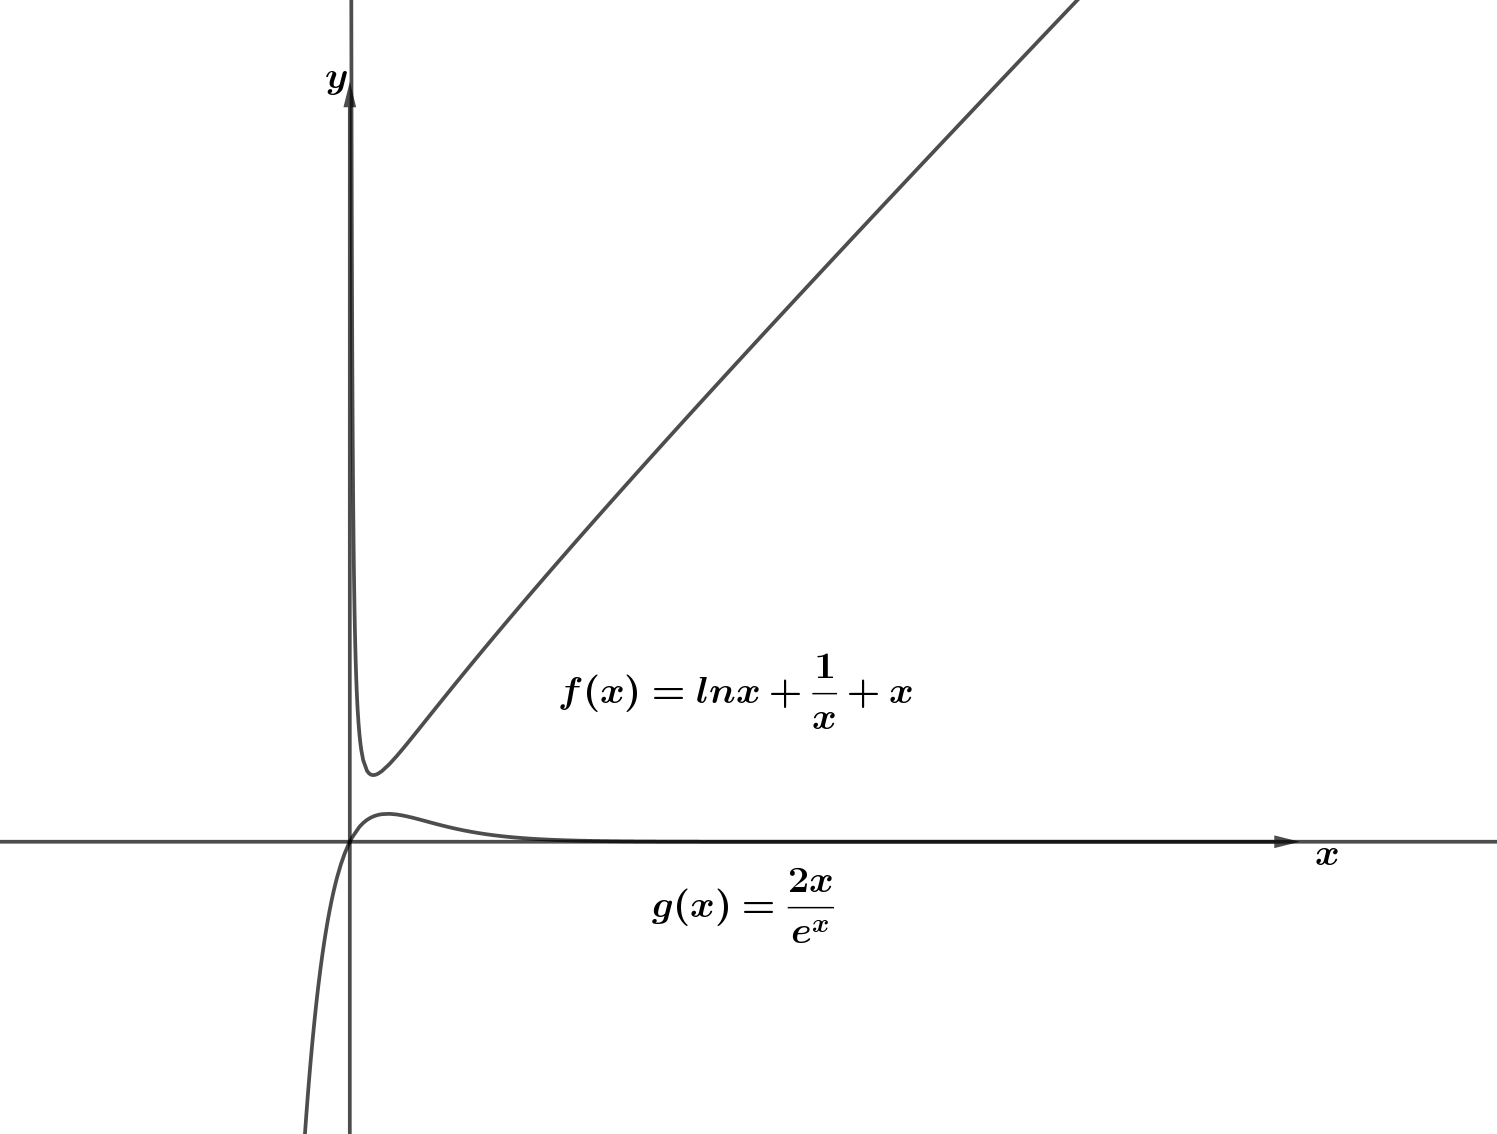 y
f(x) = lnx + 1/x + x
x
g(x) = 2x/e^x